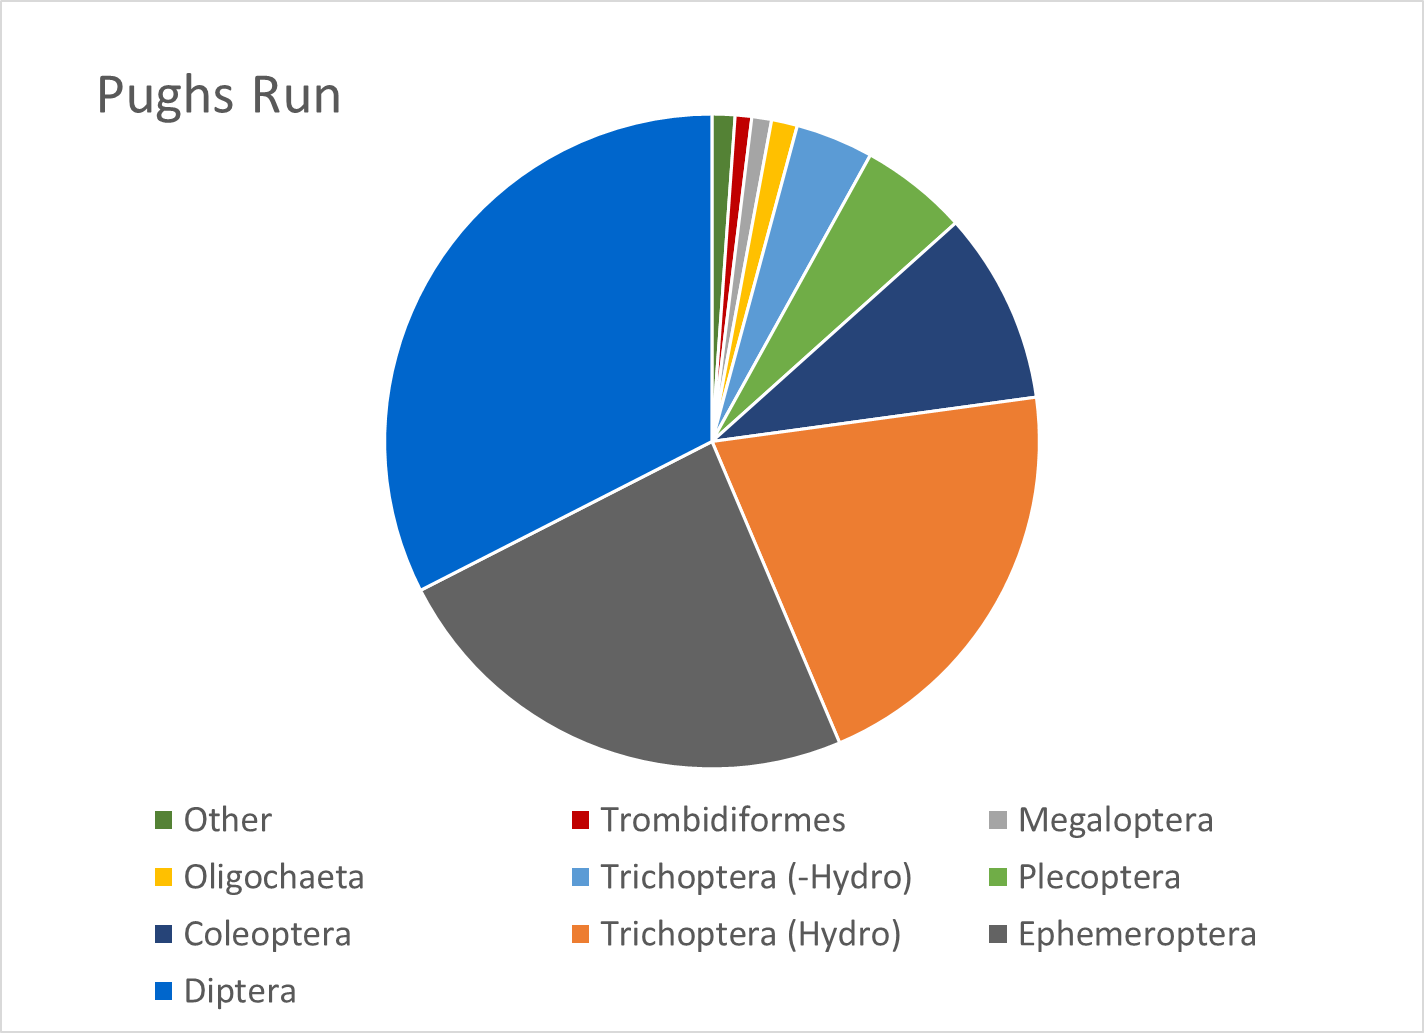 Pughs Run
Other Trombidiformes Megaloptera
Oligochaeta Trichoptera (-Hydro) Plecoptera
Coleoptera Trichoptera (Hydro) Ephemeroptera
Diptera